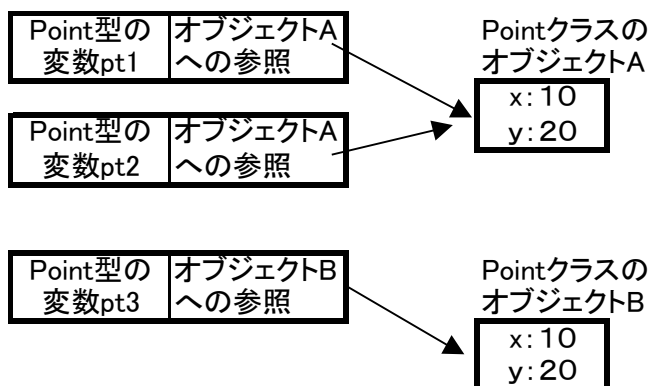 Point型の
変数pt1
オブジェクトA
への参照
Pointクラスの
オブジェクトA
x:10
y:20
Point型の
変数pt2
オブジェクトA
への参照
Point型の
変数pt3
オブジェクトB
への参照
Pointクラスの
オブジェクトB
x:10
y:20